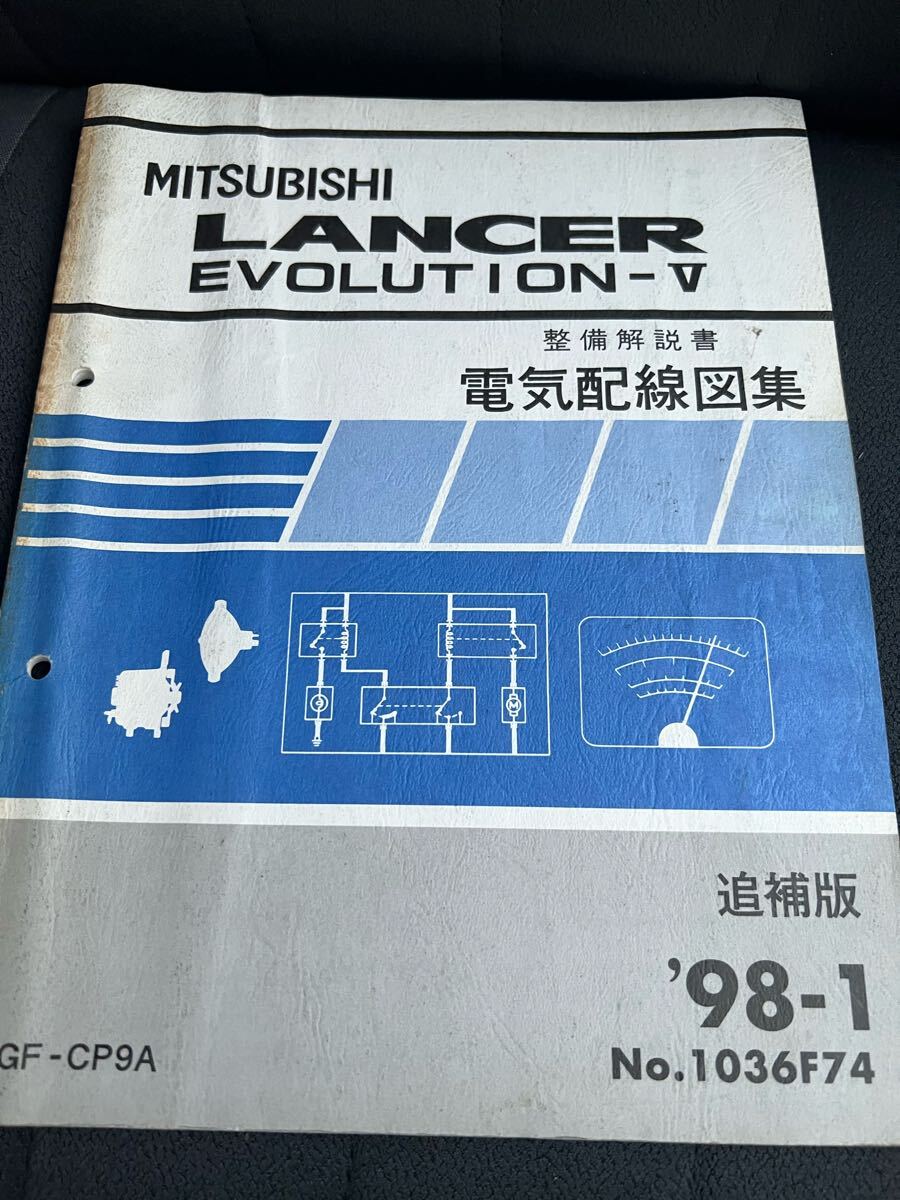 MITSUBISHI
LANCER
EVOLUTION-V
整備解説書
電気配線図集
M
追補版
'98-1
GF-CP9A
No.1036F74